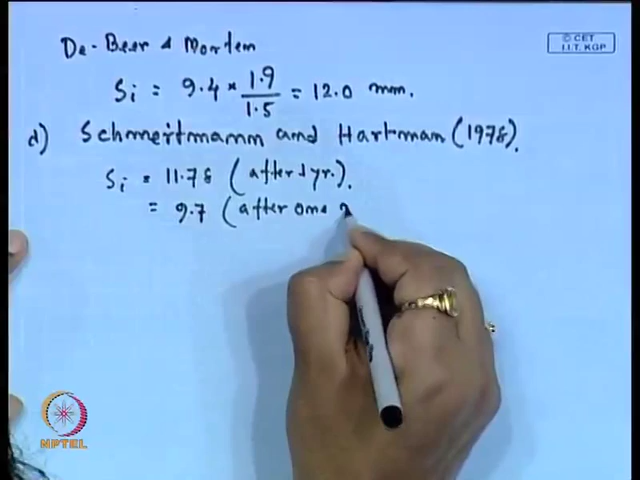 © CET
I.I.T. KGP
De-Beer & Mortem
Si = 9.4 * 1.9 / 1.5 = 12.0 mm.
d) Schmertmann and Hartman (1978).
Si = 11.78 (after 1 yr.).
= 9.7 (after one
NPTEL